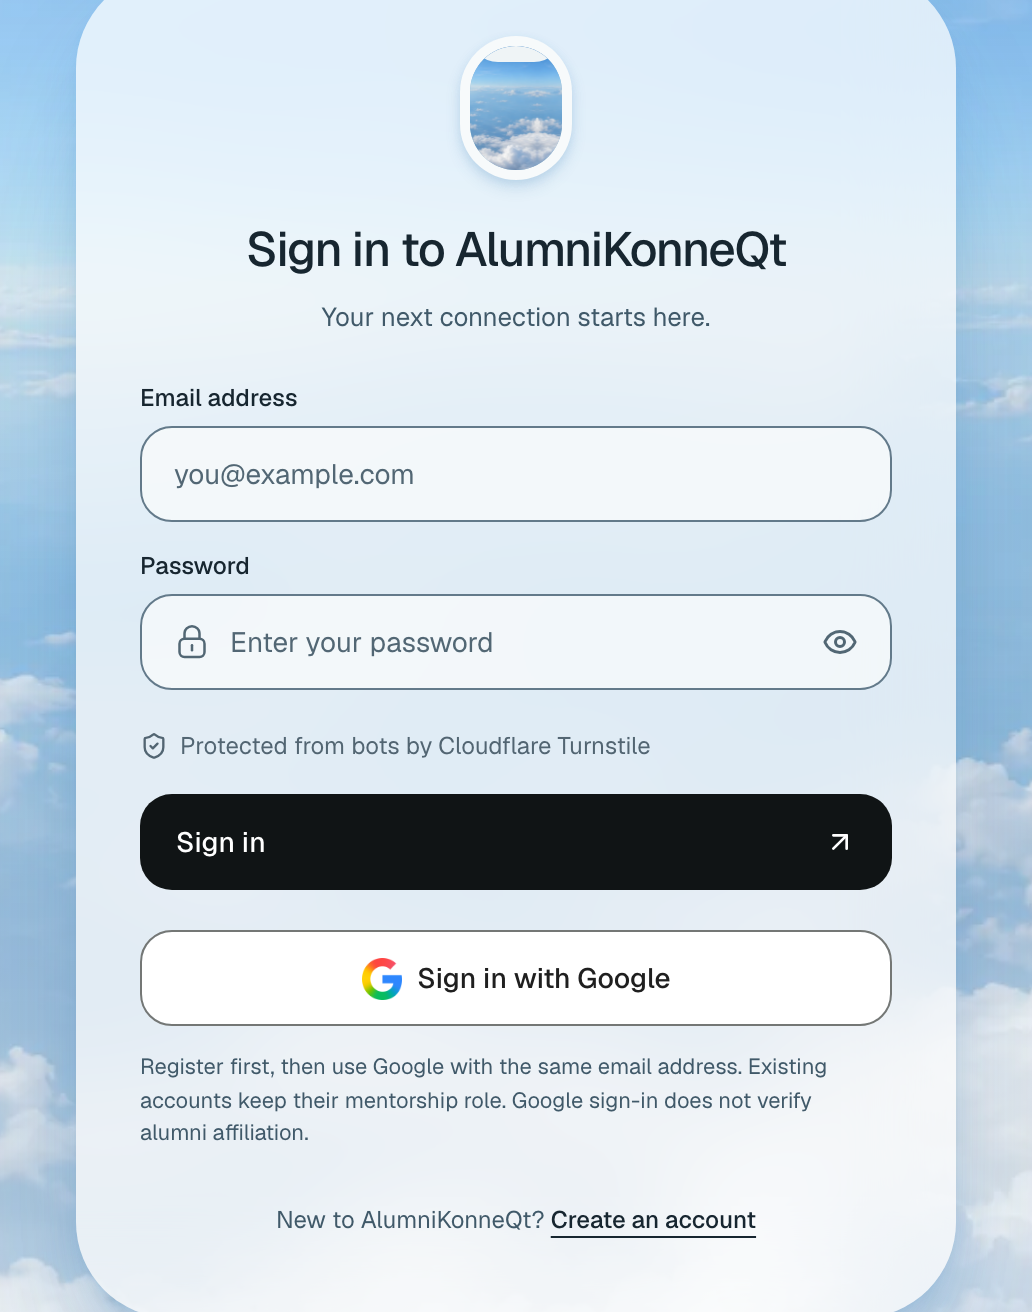 Sign in to AlumniKonneQt
Your next connection starts here.
Email address
you@example.com
Password
Enter your password
Protected from bots by Cloudflare Turnstile
Sign in
Sign in with Google
Register first, then use Google with the same email address. Existing
accounts keep their mentorship role. Google sign-in does not verify
alumni affiliation.
New to AlumniKonneQt? Create an account